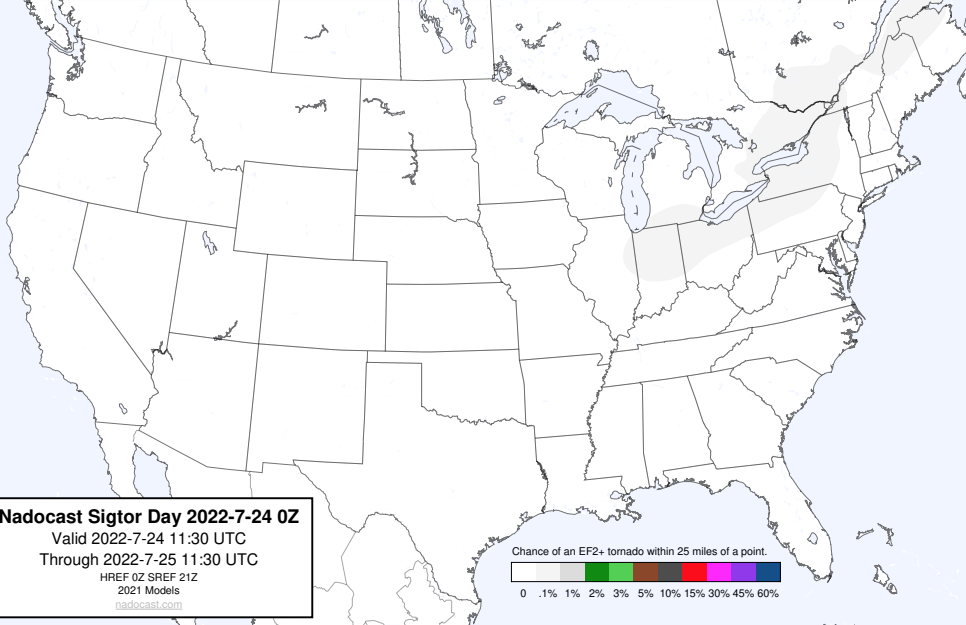 Nadocast Sigtor Day 2022-7-24 0Z
Valid 2022-7-24 11:30 UTC
Through 2022-7-25 11:30 UTC
HREF 0Z SREF 21Z
2021 Models
nadocast.com
Chance of an EF2+ tornado within 25 miles of a point.
0 .1% 1% 2% 3% 5% 10% 15% 30% 45% 60%